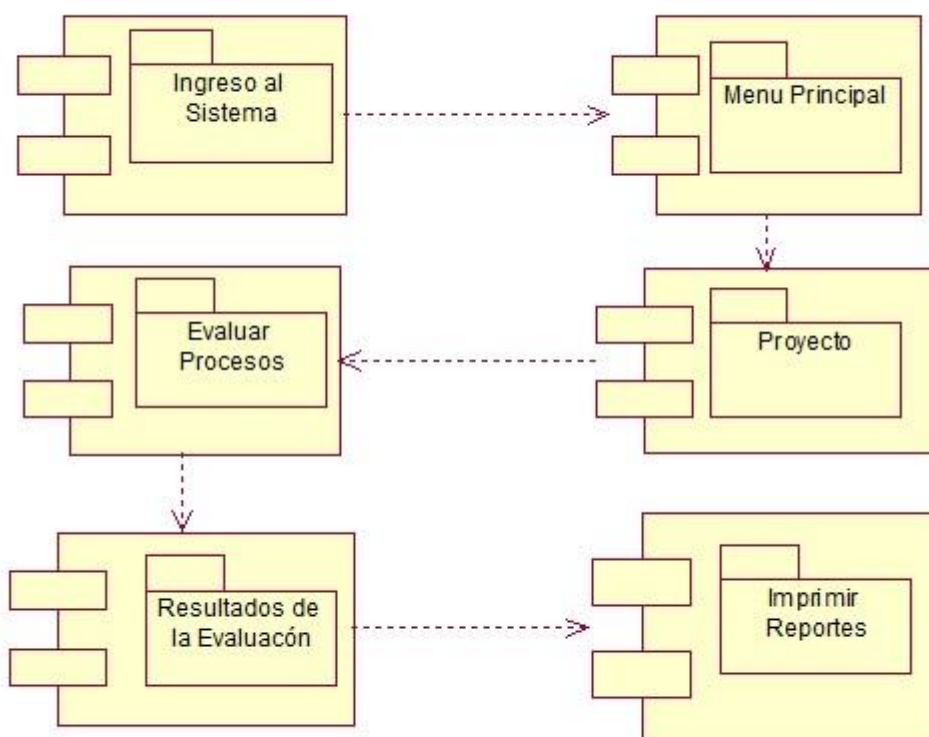 Ingreso al
Sistema
Menu Principal
Evaluar
Procesos
Proyecto
Resultados de
la Evaluacón
Imprimir
Reportes